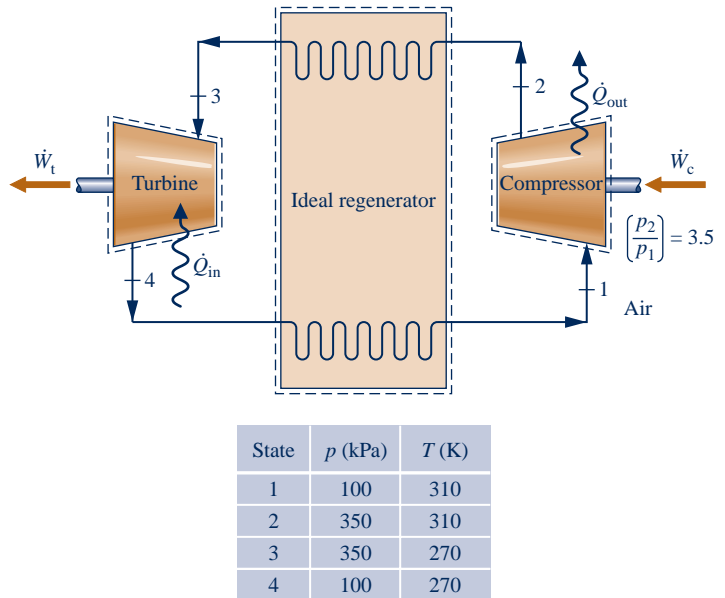 3
2
Q̇out
Ẇt
Turbine
Ideal regenerator
Compressor
Ẇc
(p2/p1) = 3.5
4
Q̇in
1
Air
State p (kPa) T (K)
1 100 310
2 350 310
3 350 270
4 100 270